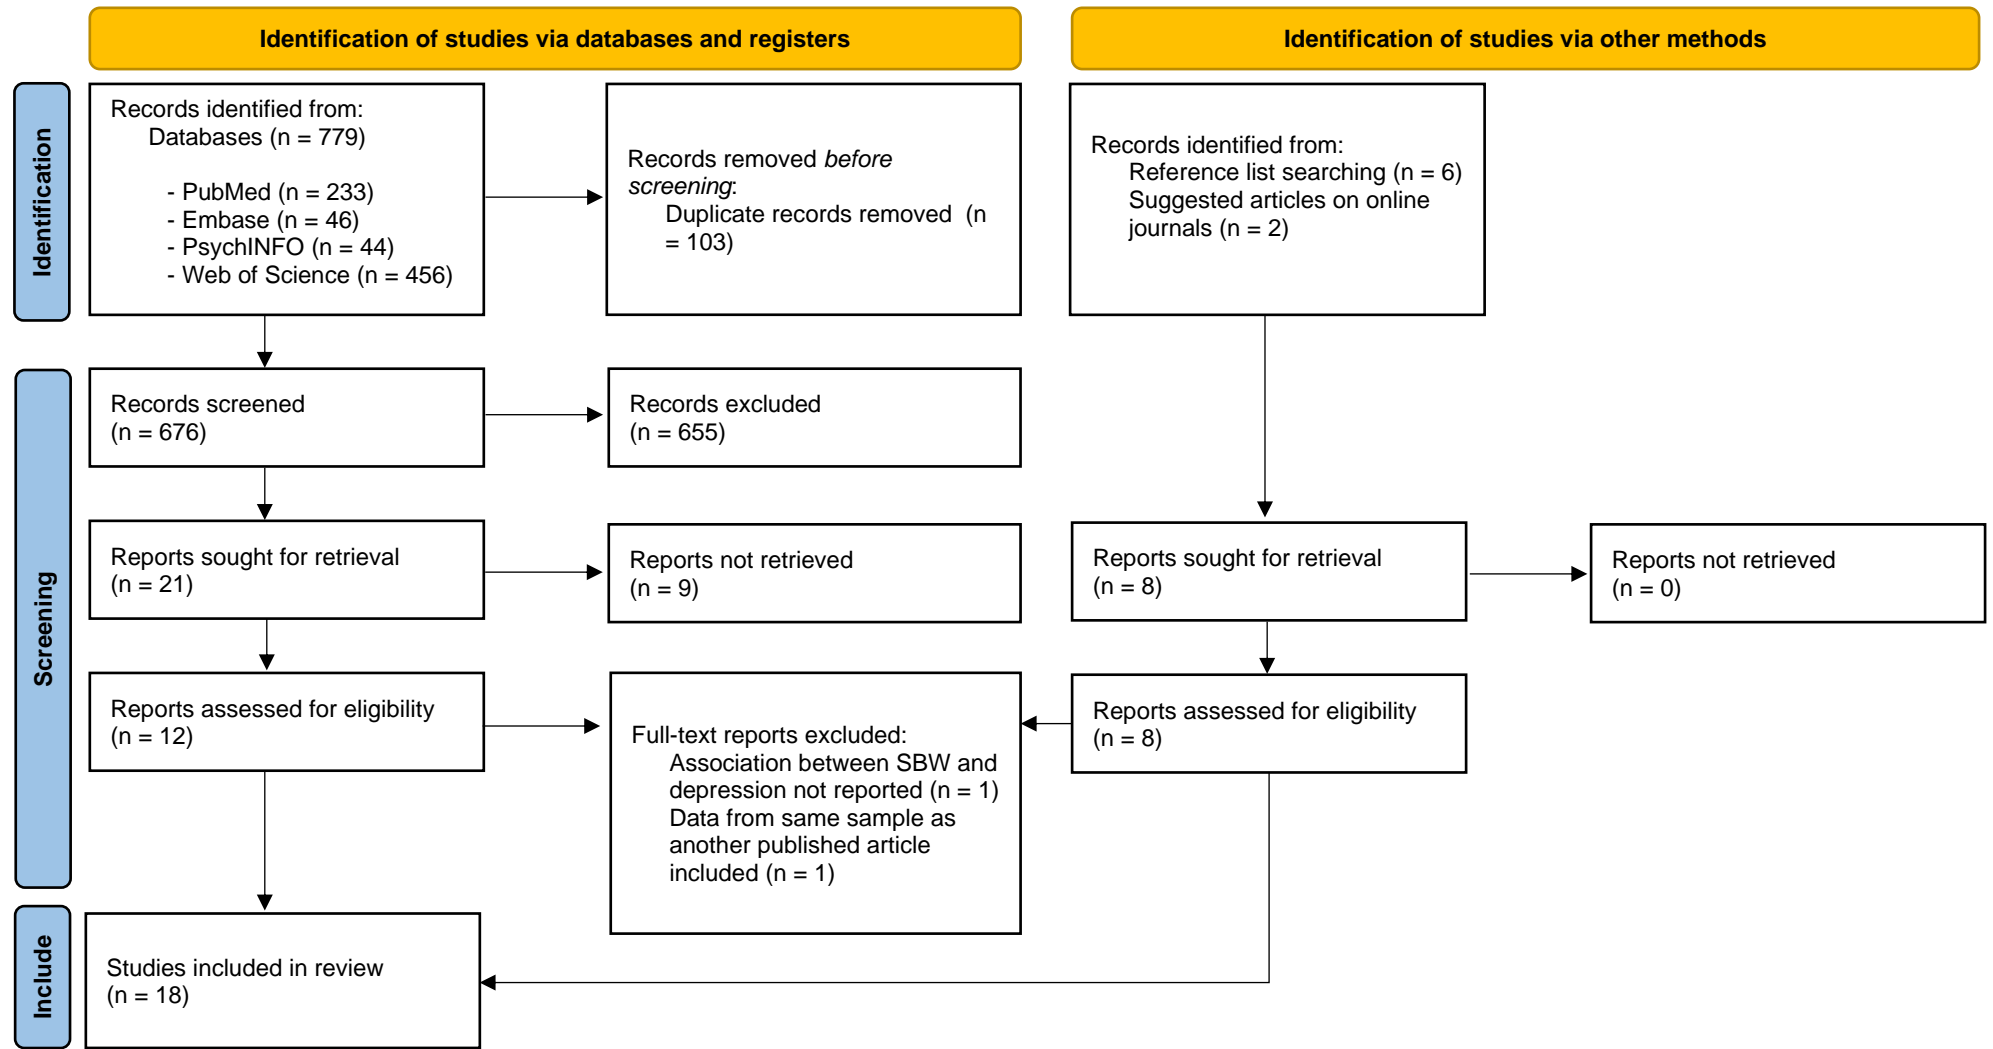 Identification of studies via databases and registers
Identification of studies via other methods
Identification
Records identified from:
Databases (n = 779)
- PubMed (n = 233)
- Embase (n = 46)
- PsychINFO (n = 44)
- Web of Science (n = 456)
Records removed before
screening:
Duplicate records removed  (n
= 103)
Records identified from:
Reference list searching (n = 6)
Suggested articles on online
journals (n = 2)
Screening
Records screened
(n = 676)
Records excluded
(n = 655)
Reports sought for retrieval
(n = 21)
Reports not retrieved
(n = 9)
Reports sought for retrieval
(n = 8)
Reports not retrieved
(n = 0)
Reports assessed for eligibility
(n = 12)
Full-text reports excluded:
Association between SBW and
depression not reported (n = 1)
Data from same sample as
another published article
included (n = 1)
Reports assessed for eligibility
(n = 8)
Include
Studies included in review
(n = 18)